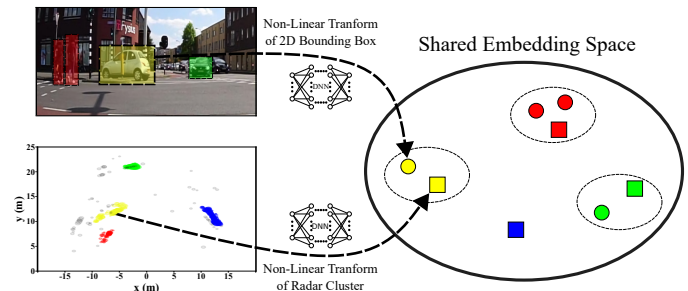 Non-Linear Tranform
of 2D Bounding Box
Shared Embedding Space
DNN
25
20
15
10
5
0
y (m)
-15 -10 -5 0 5 10 15
x (m)
DNN
Non-Linear Tranform
of Radar Cluster